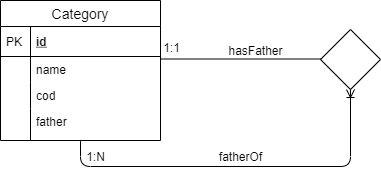 Category
PK id
1:1 hasFather
name
cod
father
1:N fatherOf